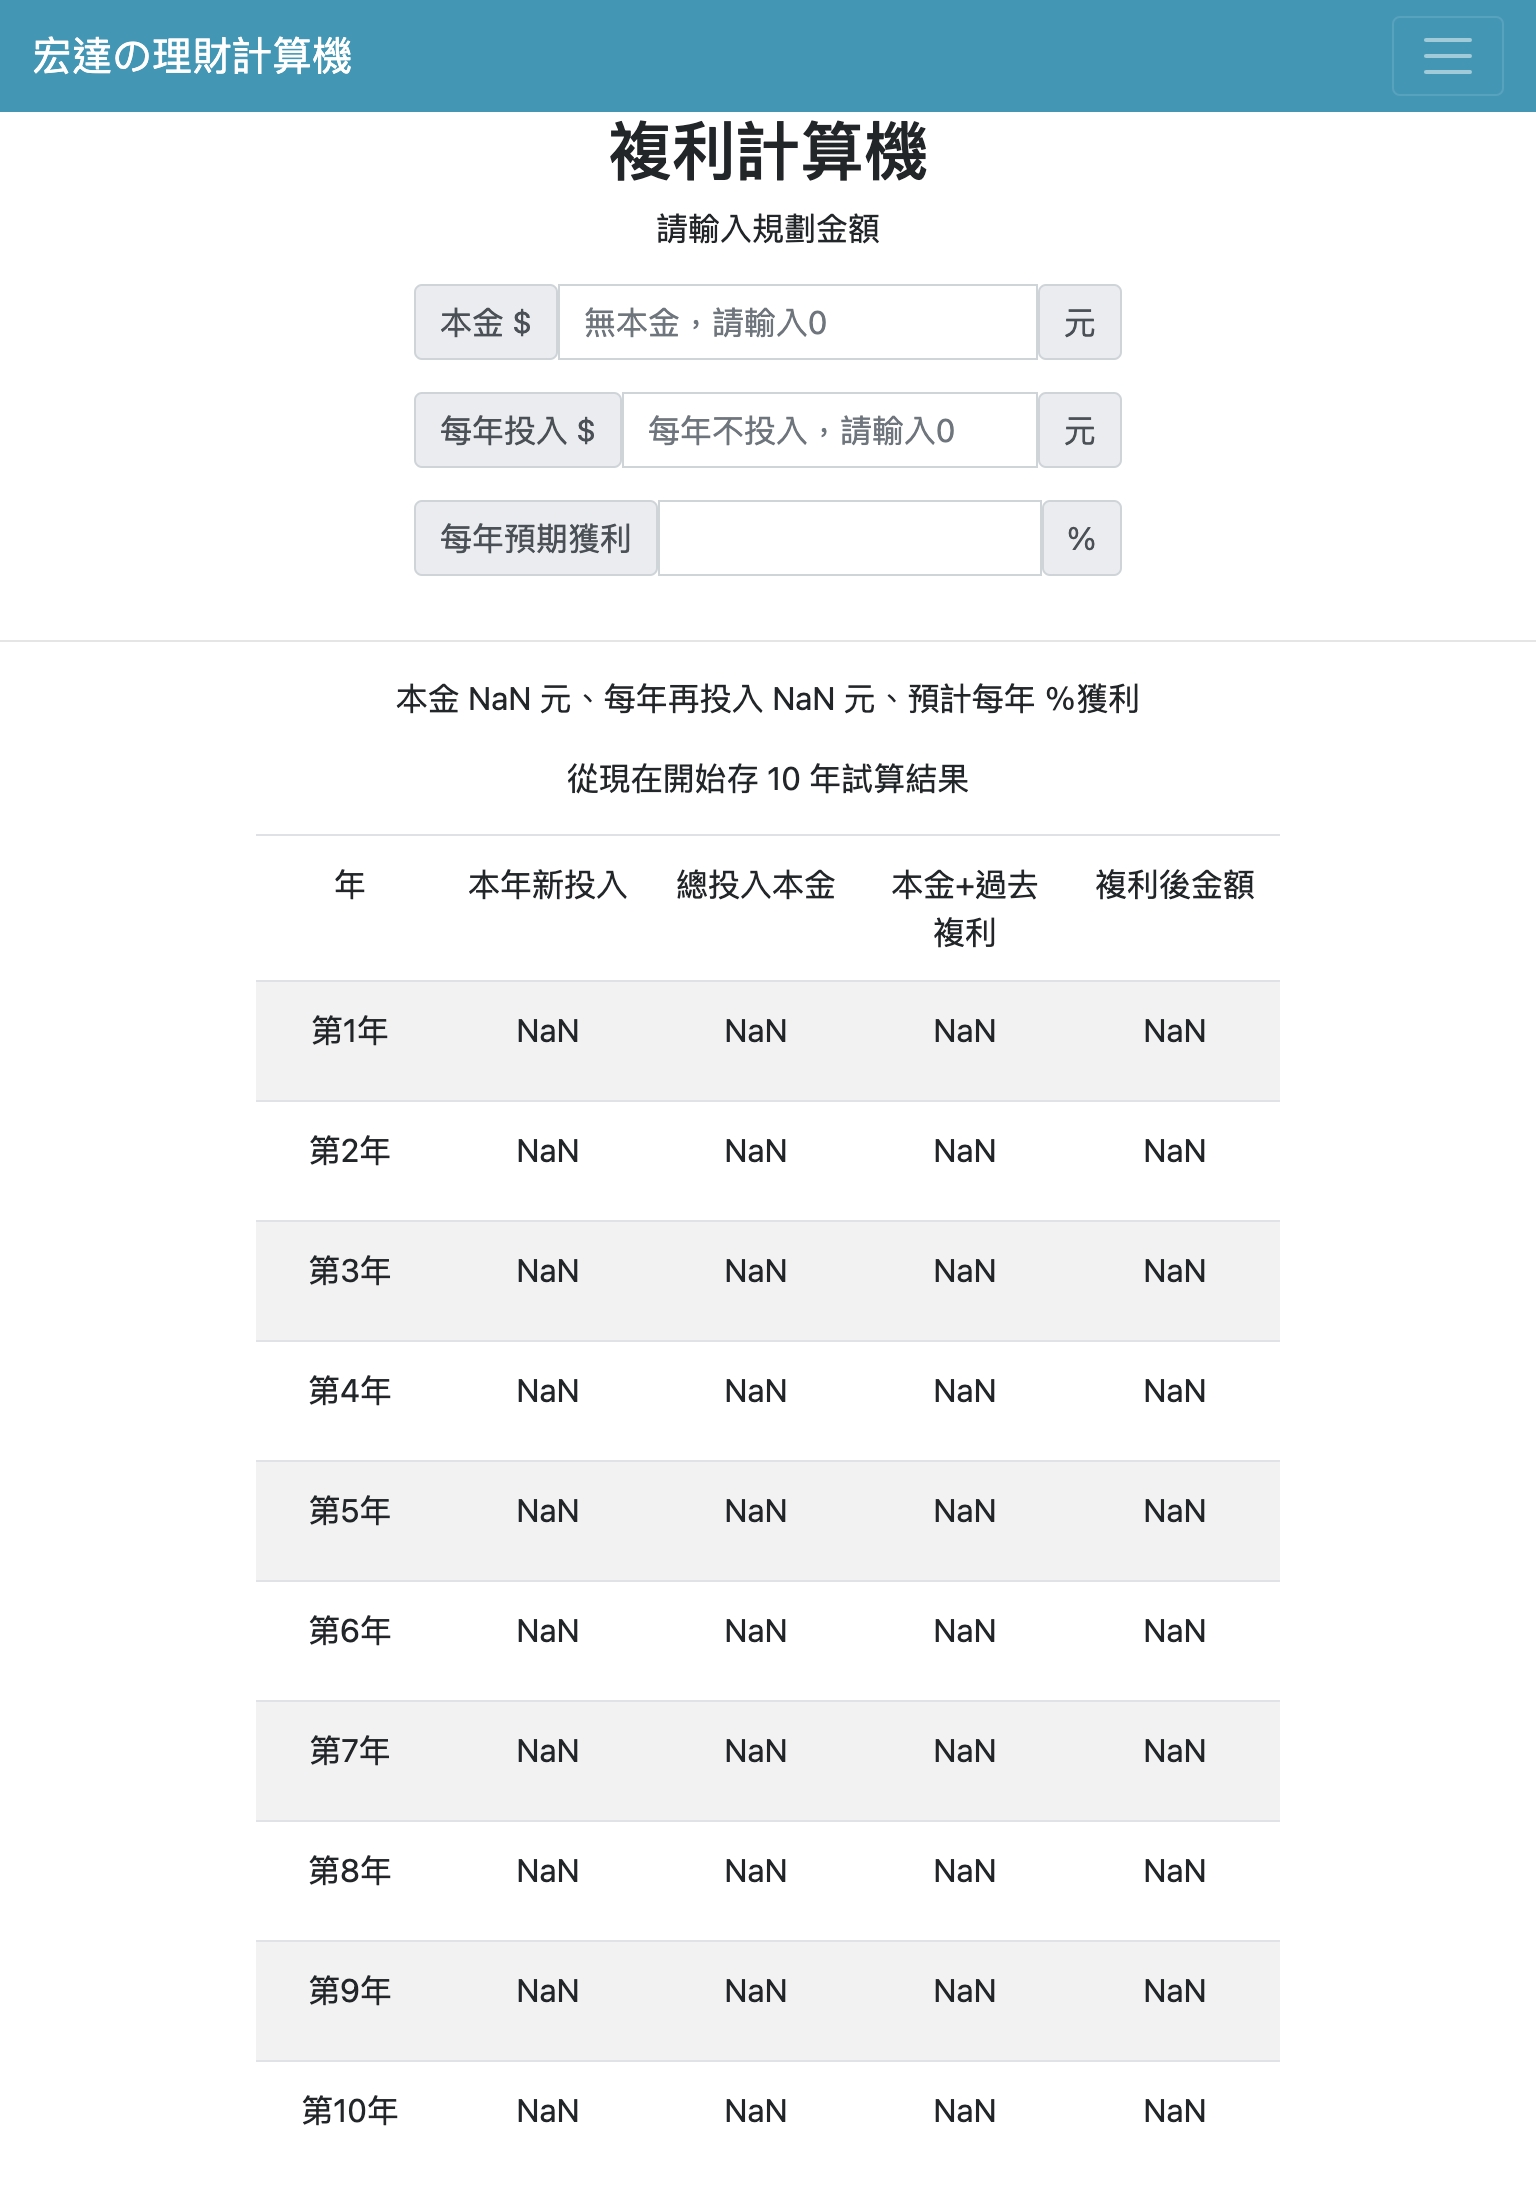 宏達の理財計算機
複利計算機
請輸入規劃金額
本金 $ 無本金，請輸入0 元
每年投入 $ 每年不投入，請輸入0 元
每年預期獲利 %
本金 NaN 元、每年再投入 NaN 元、預計每年 %獲利
從現在開始存 10 年試算結果
年 本年新投入 總投入本金 本金+過去複利 複利後金額
第1年 NaN NaN NaN NaN
第2年 NaN NaN NaN NaN
第3年 NaN NaN NaN NaN
第4年 NaN NaN NaN NaN
第5年 NaN NaN NaN NaN
第6年 NaN NaN NaN NaN
第7年 NaN NaN NaN NaN
第8年 NaN NaN NaN NaN
第9年 NaN NaN NaN NaN
第10年 NaN NaN NaN NaN